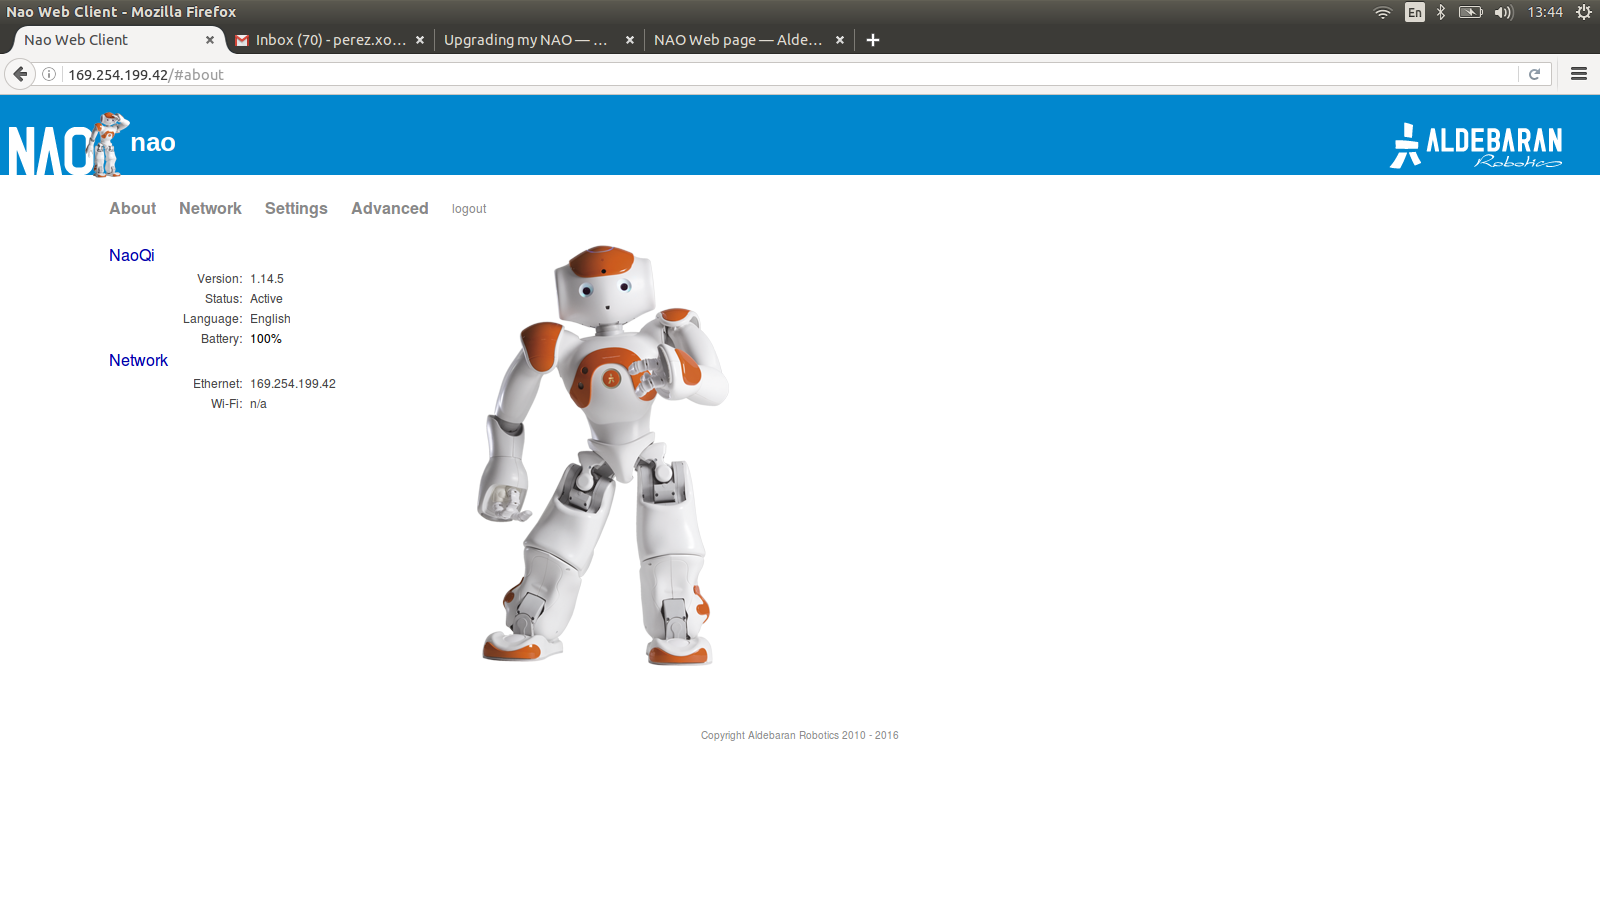 Nao Web Client - Mozilla Firefox
En
13:44
Nao Web Client
Inbox (70) - perez.xo...
Upgrading my NAO — ...
NAO Web page — Alde...
169.254.199.42/#about
NAO
nao
ALDEBARAN
Robotics
About
Network
Settings
Advanced
logout
NaoQi
Version: 1.14.5
Status: Active
Language: English
Battery: 100%
Network
Ethernet: 169.254.199.42
Wi-Fi: n/a
Copyright Aldebaran Robotics 2010 - 2016